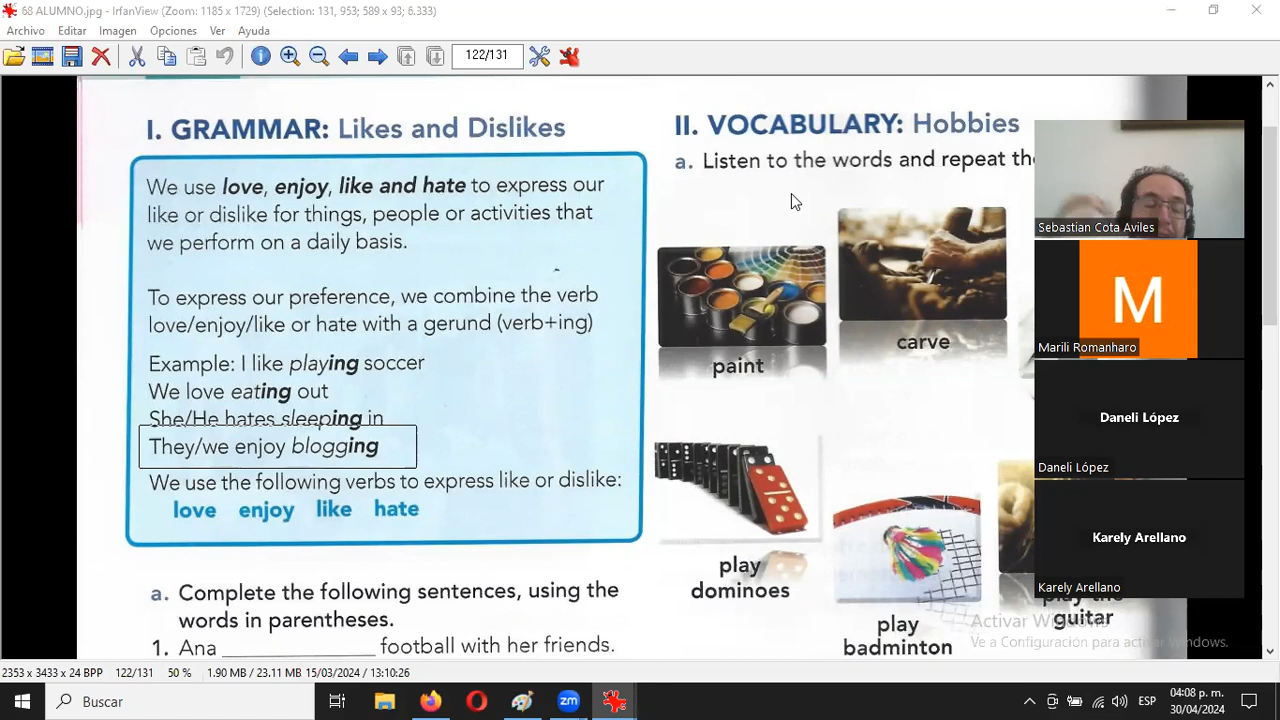 68 ALUMNO.jpg - IrfanView (Zoom: 1185 x 1729) (Selection: 131, 953; 589 x 93; 6.333)
Archivo Editar Imagen Opciones Ver Ayuda
122/131
I. GRAMMAR: Likes and Dislikes
We use love, enjoy, like and hate to express our
like or dislike for things, people or activities that
we perform on a daily basis.
To express our preference, we combine the verb
love/enjoy/like or hate with a gerund (verb+ing)
Example: I like playing soccer
We love eating out
She/He hates sleeping in
They/we enjoy blogging
We use the following verbs to express like or dislike:
love enjoy like hate
a. Complete the following sentences, using the
words in parentheses.
1. Ana ______________ football with her friends.
II. VOCABULARY: Hobbies
a. Listen to the words and repeat
paint
carve
play
dominoes
play
badminton
guitar
Sebastian Cota Aviles
M
Marili Romanharo
Daneli López
Daneli López
Karely Arellano
Karely Arellano
Activar Windows
Ve a Configuración para activar Windows.
2353 x 3433 x 24 BPP 122/131 50 % 1.90 MB / 23.11 MB 15/03/2024 / 13:10:26
Buscar
zm
ESP
04:08 p. m.
30/04/2024